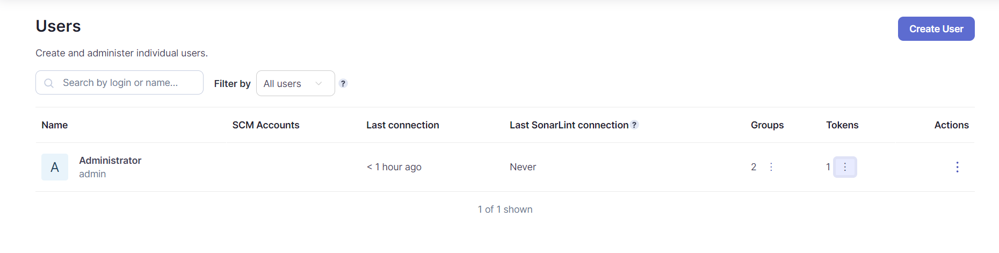 Users
Create User
Create and administer individual users.
Search by login or name...
Filter by All users ?
Name SCM Accounts Last connection Last SonarLint connection ? Groups Tokens Actions
A Administrator
admin
< 1 hour ago Never 2 1
1 of 1 shown